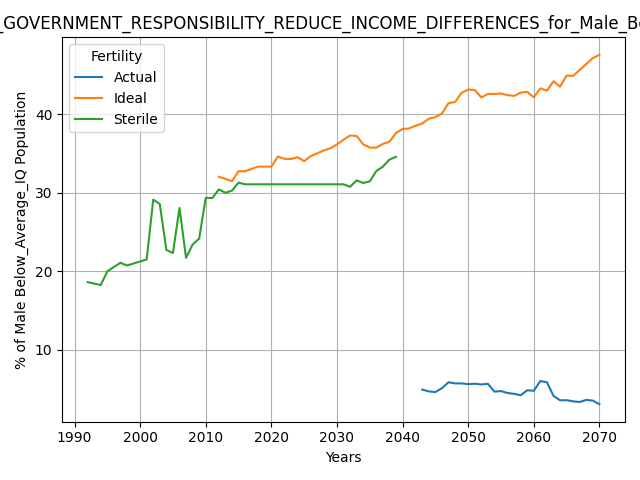 _GOVERNMENT_RESPONSIBILITY_REDUCE_INCOME_DIFFERENCES_for_Male_Be
Fertility
Actual
Ideal
Sterile
% of Male Below_Average_IQ Population
40
30
20
10
1990 2000 2010 2020 2030 2040 2050 2060 2070
Years